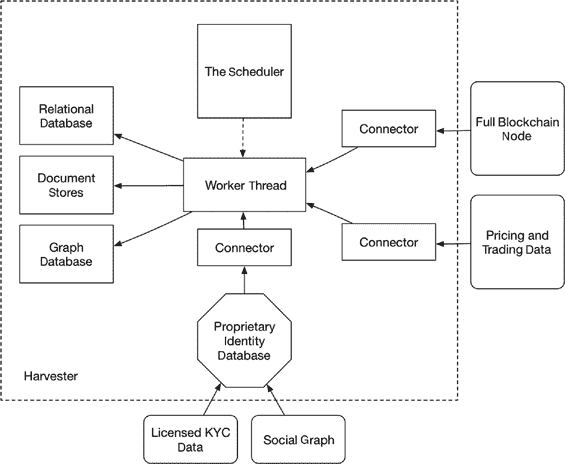 The Scheduler
Relational
Database
Connector
Full Blockchain
Node
Document
Stores
Worker Thread
Graph
Database
Connector
Connector
Pricing and
Trading Data
Proprietary
Identity
Database
Harvester
Licensed KYC
Data
Social Graph